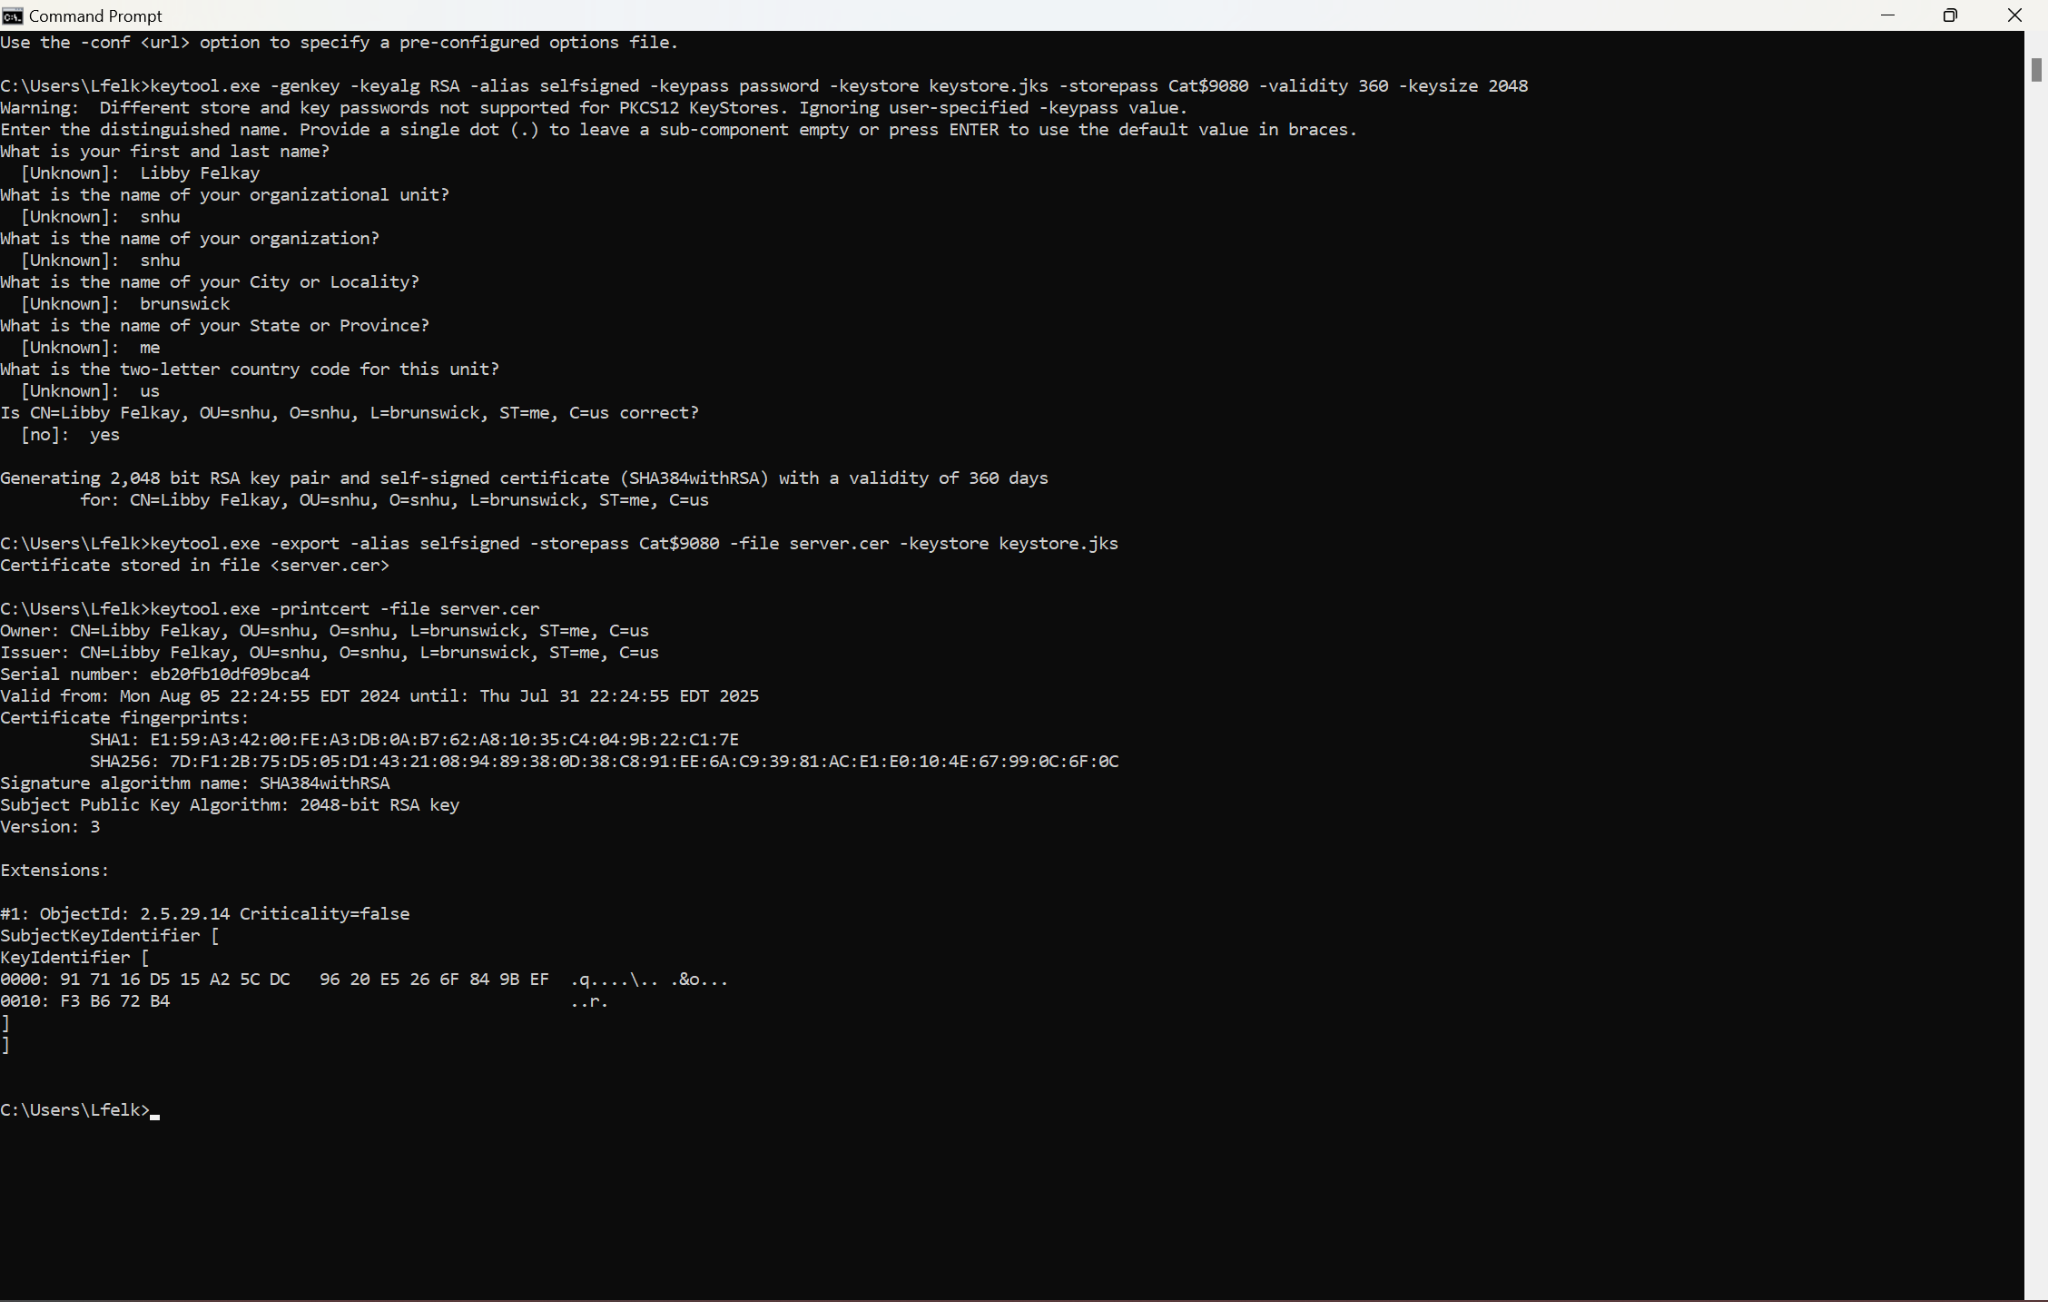 Command Prompt
Use the -conf <url> option to specify a pre-configured options file.
C:\Users\Lfelk>keytool.exe -genkey -keyalg RSA -alias selfsigned -keypass password -keystore keystore.jks -storepass Cat$9080 -validity 360 -keysize 2048
Warning:  Different store and key passwords not supported for PKCS12 KeyStores. Ignoring user-specified -keypass value.
Enter the distinguished name. Provide a single dot (.) to leave a sub-component empty or press ENTER to use the default value in braces.
What is your first and last name?
  [Unknown]:  Libby Felkay
What is the name of your organizational unit?
  [Unknown]:  snhu
What is the name of your organization?
  [Unknown]:  snhu
What is the name of your City or Locality?
  [Unknown]:  brunswick
What is the name of your State or Province?
  [Unknown]:  me
What is the two-letter country code for this unit?
  [Unknown]:  us
Is CN=Libby Felkay, OU=snhu, O=snhu, L=brunswick, ST=me, C=us correct?
  [no]:  yes
Generating 2,048 bit RSA key pair and self-signed certificate (SHA384withRSA) with a validity of 360 days
        for: CN=Libby Felkay, OU=snhu, O=snhu, L=brunswick, ST=me, C=us
C:\Users\Lfelk>keytool.exe -export -alias selfsigned -storepass Cat$9080 -file server.cer -keystore keystore.jks
Certificate stored in file <server.cer>
C:\Users\Lfelk>keytool.exe -printcert -file server.cer
Owner: CN=Libby Felkay, OU=snhu, O=snhu, L=brunswick, ST=me, C=us
Issuer: CN=Libby Felkay, OU=snhu, O=snhu, L=brunswick, ST=me, C=us
Serial number: eb20fb10df09bca4
Valid from: Mon Aug 05 22:24:55 EDT 2024 until: Thu Jul 31 22:24:55 EDT 2025
Certificate fingerprints:
         SHA1: E1:59:A3:42:00:FE:A3:DB:0A:B7:62:A8:10:35:C4:04:9B:22:C1:7E
         SHA256: 7D:F1:2B:75:D5:05:D1:43:21:08:94:89:38:0D:38:C8:91:EE:6A:C9:39:81:AC:E1:E0:10:4E:67:99:0C:6F:0C
Signature algorithm name: SHA384withRSA
Subject Public Key Algorithm: 2048-bit RSA key
Version: 3
Extensions:
#1: ObjectId: 2.5.29.14 Criticality=false
SubjectKeyIdentifier [
KeyIdentifier [
0000: 91 71 16 D5 15 A2 5C DC   96 20 E5 26 6F 84 9B EF  .q....\.. .&o...
0010: F3 B6 72 B4                                        ..r.
]
]
C:\Users\Lfelk>